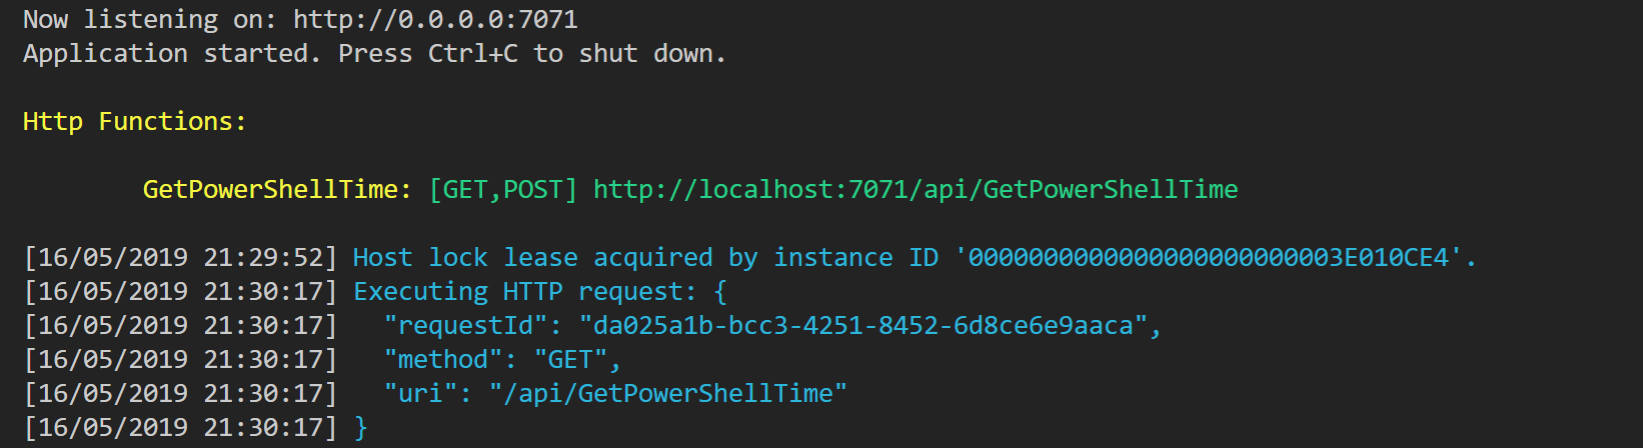 Now listening on: http://0.0.0.0:7071
Application started. Press Ctrl+C to shut down.
Http Functions:
GetPowerShellTime: [GET,POST] http://localhost:7071/api/GetPowerShellTime
[16/05/2019 21:29:52] Host lock lease acquired by instance ID '0000000000000000000000003E010CE4'.
[16/05/2019 21:30:17] Executing HTTP request: {
[16/05/2019 21:30:17]   "requestId": "da025a1b-bcc3-4251-8452-6d8ce6e9aaca",
[16/05/2019 21:30:17]   "method": "GET",
[16/05/2019 21:30:17]   "uri": "/api/GetPowerShellTime"
[16/05/2019 21:30:17] }